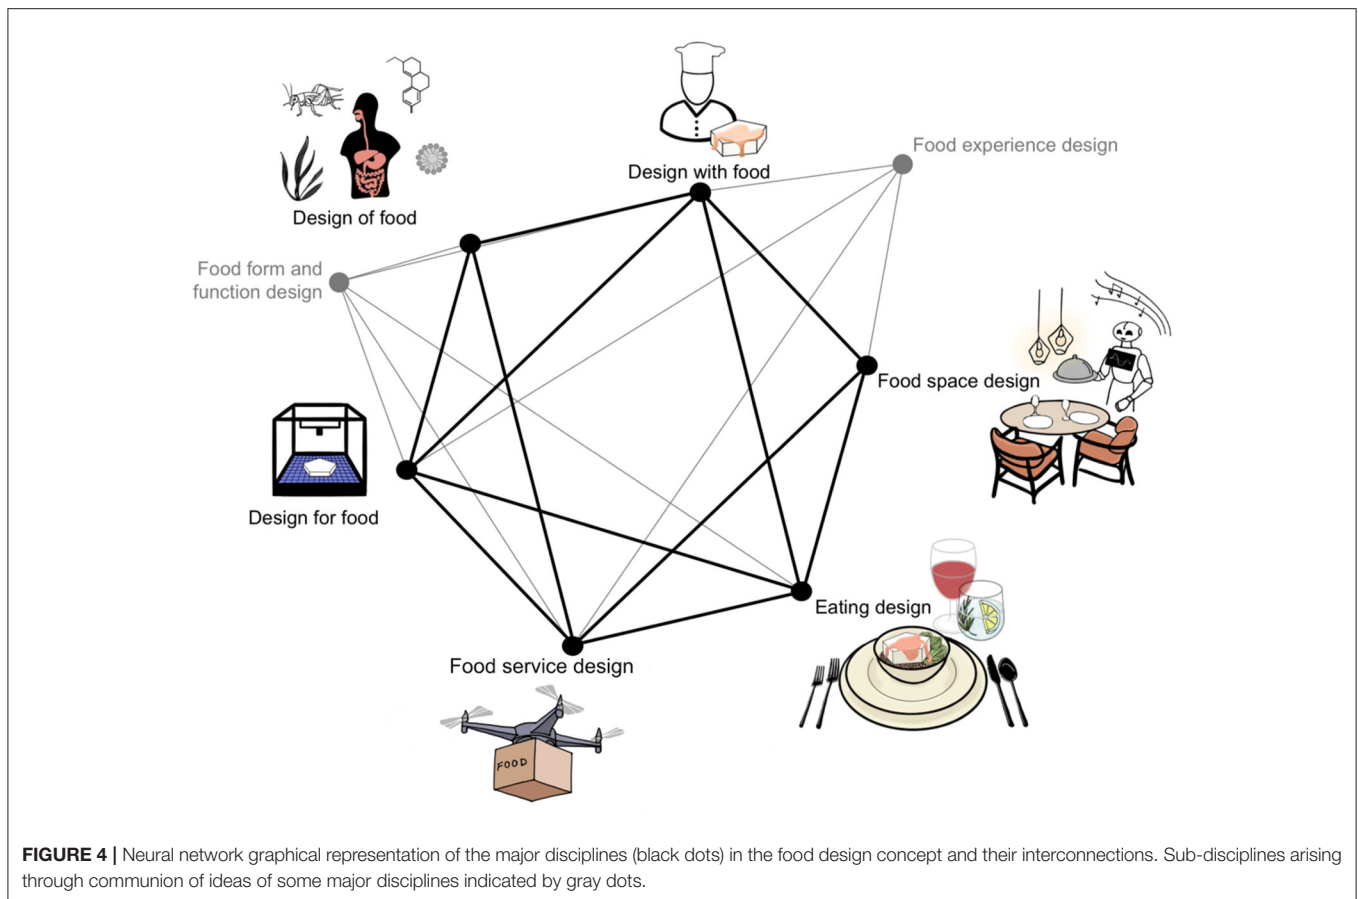 Design with food
Food experience design
Design of food
Food form and
function design
Food space design
Design for food
Eating design
Food service design
FOOD
FIGURE 4 | Neural network graphical representation of the major disciplines (black dots) in the food design concept and their interconnections. Sub-disciplines arising
through communion of ideas of some major disciplines indicated by gray dots.